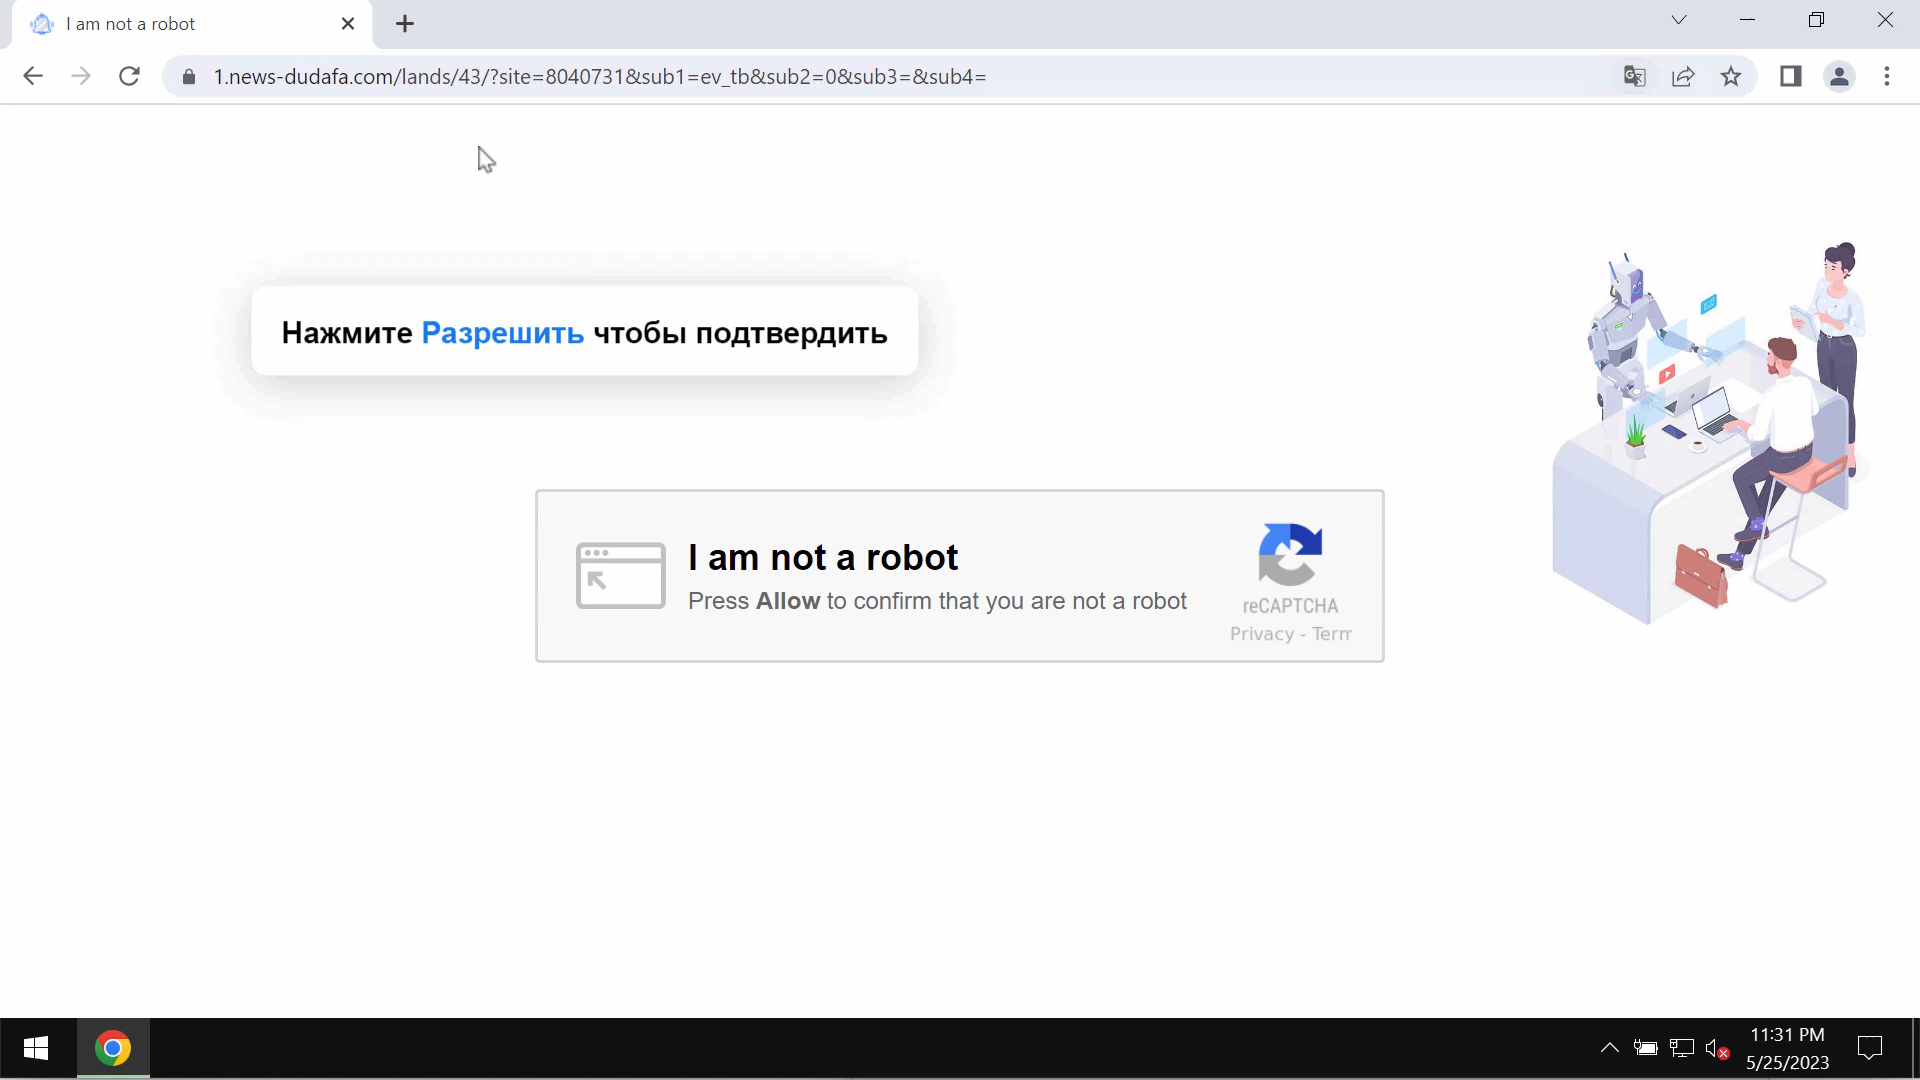 I am not a robot
1.news-dudafa.com/lands/43/?site=8040731&sub1=ev_tb&sub2=0&sub3=&sub4=
Нажмите Разрешить чтобы подтвердить
I am not a robot
Press Allow to confirm that you are not a robot
reCAPTCHA
Privacy - Term
11:31 PM
5/25/2023